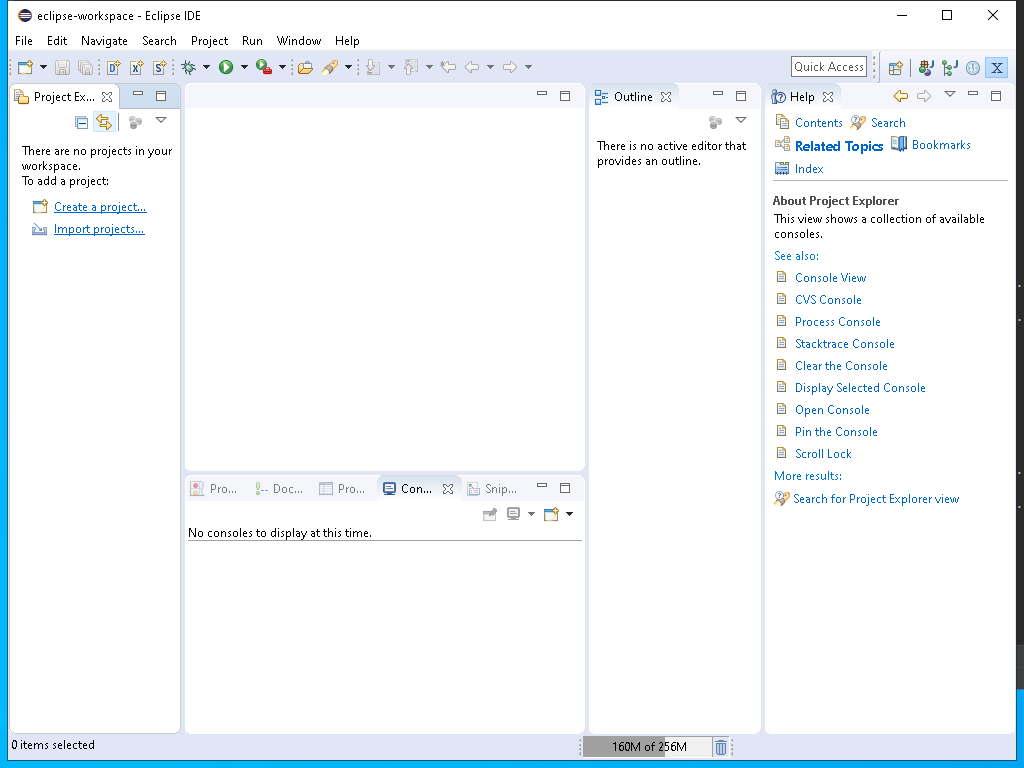 eclipse-workspace - Eclipse IDE
File Edit Navigate Search Project Run Window Help
Quick Access
Project Ex...
There are no projects in your
workspace.
To add a project:
Create a project...
Import projects...
Outline
There is no active editor that
provides an outline.
Help
Contents Search
Related Topics Bookmarks
Index
About Project Explorer
This view shows a collection of available
consoles.
See also:
Console View
CVS Console
Process Console
Stacktrace Console
Clear the Console
Display Selected Console
Open Console
Pin the Console
Scroll Lock
More results:
Search for Project Explorer view
Pro... Doc... Pro... Con... Snip...
No consoles to display at this time.
0 items selected
160M of 256M